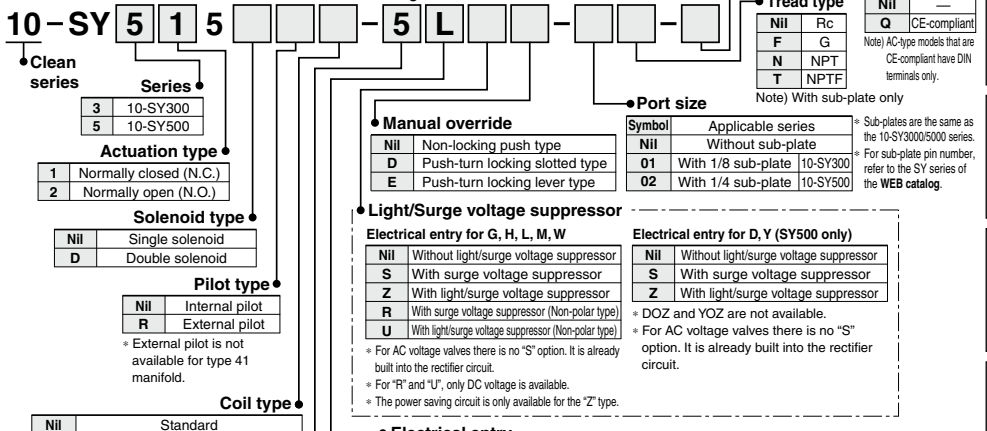 Tread type
Nil Rc
F G
N NPT
T NPTF
Note) With sub-plate only
Nil —
Q CE-compliant
Note) AC-type models that are
CE-compliant have DIN
terminals only.
10-SY 5 1 5 - 5 L - -
Clean
series
Series
3 10-SY300
5 10-SY500
Actuation type
1 Normally closed (N.C.)
2 Normally open (N.O.)
Solenoid type
Nil Single solenoid
D Double solenoid
Pilot type
Nil Internal pilot
R External pilot
* External pilot is not
available for type 41
manifold.
Coil type
Nil Standard
Manual override
Nil Non-locking push type
D Push-turn locking slotted type
E Push-turn locking lever type
Port size
Symbol Applicable series
Nil Without sub-plate
01 With 1/8 sub-plate 10-SY300
02 With 1/4 sub-plate 10-SY500
* Sub-plates are the same as
the 10-SY3000/5000 series.
* For sub-plate pin number,
refer to the SY series of
the WEB catalog.
Light/Surge voltage suppressor
Electrical entry for G, H, L, M, W
Nil Without light/surge voltage suppressor
S With surge voltage suppressor
Z With light/surge voltage suppressor
R With surge voltage suppressor (Non-polar type)
U With light/surge voltage suppressor (Non-polar type)
* For AC voltage valves there is no “S” option. It is already
built into the rectifier circuit.
* For “R” and “U”, only DC voltage is available.
* The power saving circuit is only available for the “Z” type.
Electrical entry for D, Y (SY500 only)
Nil Without light/surge voltage suppressor
S With surge voltage suppressor
Z With light/surge voltage suppressor
* DOZ and YOZ are not available.
* For AC voltage valves there is no “S”
option. It is already built into the rectifier
circuit.
Electrical entry